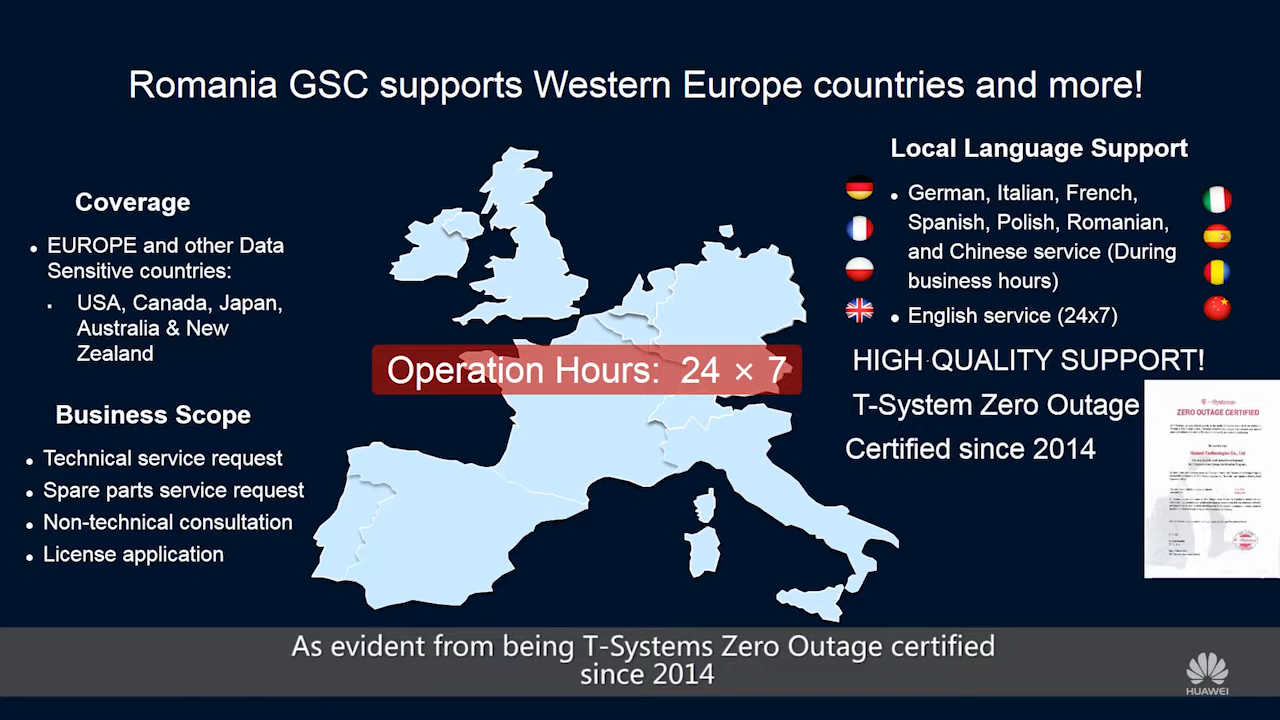 Romania GSC supports Western Europe countries and more!
Coverage
• EUROPE and other Data
Sensitive countries:
▪ USA, Canada, Japan,
Australia & New
Zealand
Business Scope
• Technical service request
• Spare parts service request
• Non-technical consultation
• License application
Operation Hours: 24 × 7
Local Language Support
• German, Italian, French,
Spanish, Polish, Romanian,
and Chinese service (During
business hours)
• English service (24x7)
HIGH QUALITY SUPPORT!
T-System Zero Outage
Certified since 2014
T··Systems·
ZERO OUTAGE CERTIFIED
Huawei Technologies Co., Ltd
As evident from being T-Systems Zero Outage certified
since 2014
HUAWEI